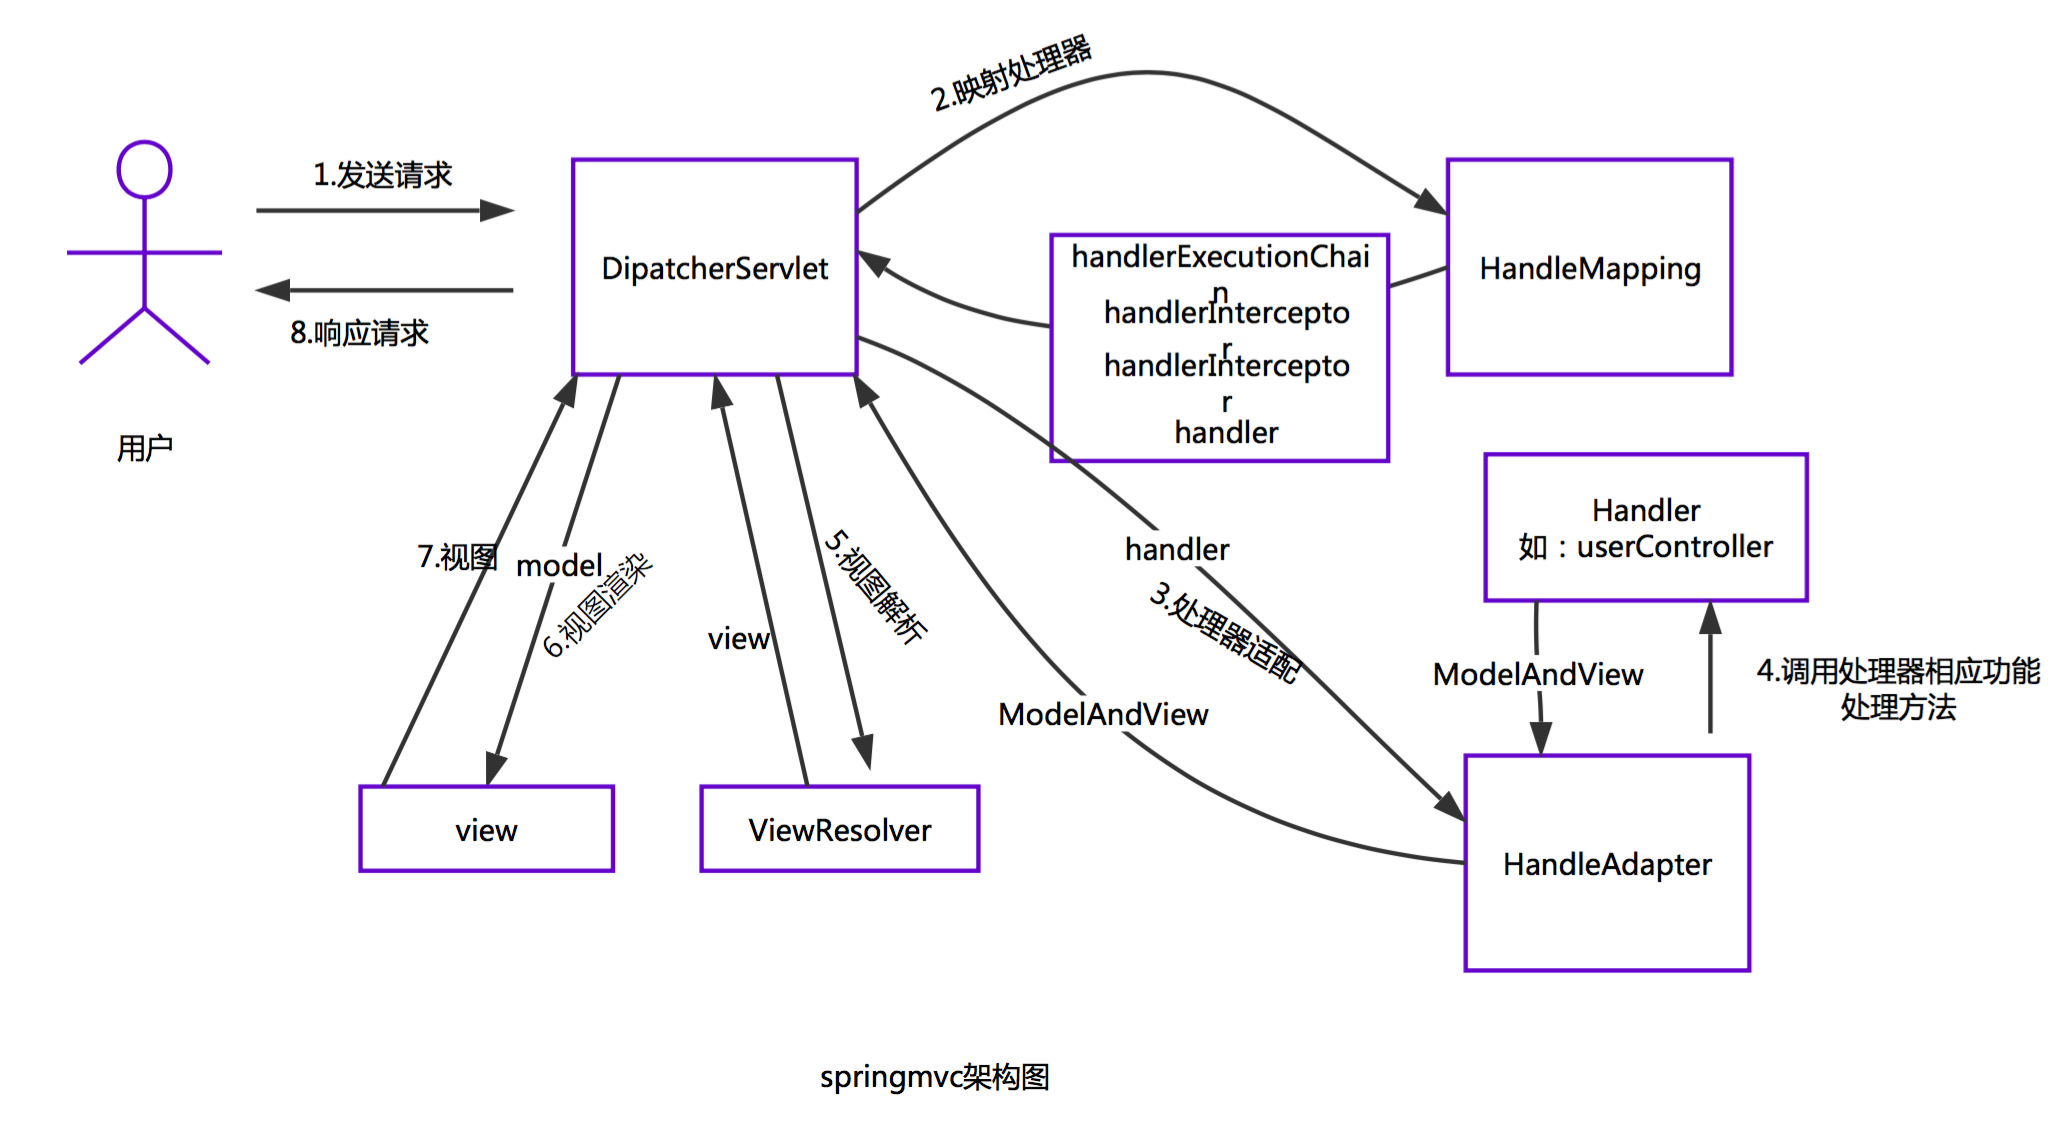 2.映射处理器
1.发送请求
DipatcherServlet
handlerExecutionChai
n
handlerIntercepto
r
handlerIntercepto
r
handler
HandleMapping
8.响应请求
用户
Handler
如：userController
7.视图
model
6.视图渲染
view
5.视图解析
handler
3.处理器适配
ModelAndView
ModelAndView
4.调用处理器相应功能
处理方法
view
ViewResolver
HandleAdapter
springmvc架构图